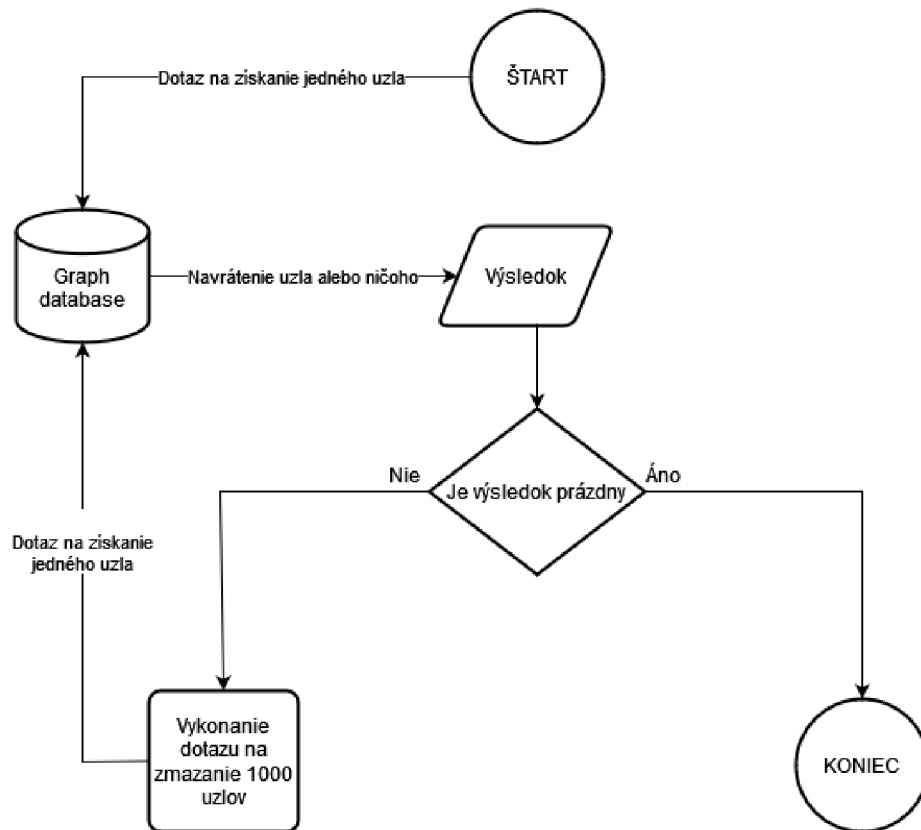 ŠTART
Dotaz na získanie jedného uzla
Graph
database
Navrátenie uzla alebo ničoho
Výsledok
Nie
Je výsledok prázdny
Áno
Dotaz na získanie
jedného uzla
Vykonanie
dotazu na
zmazanie 1000
uzlov
KONIEC